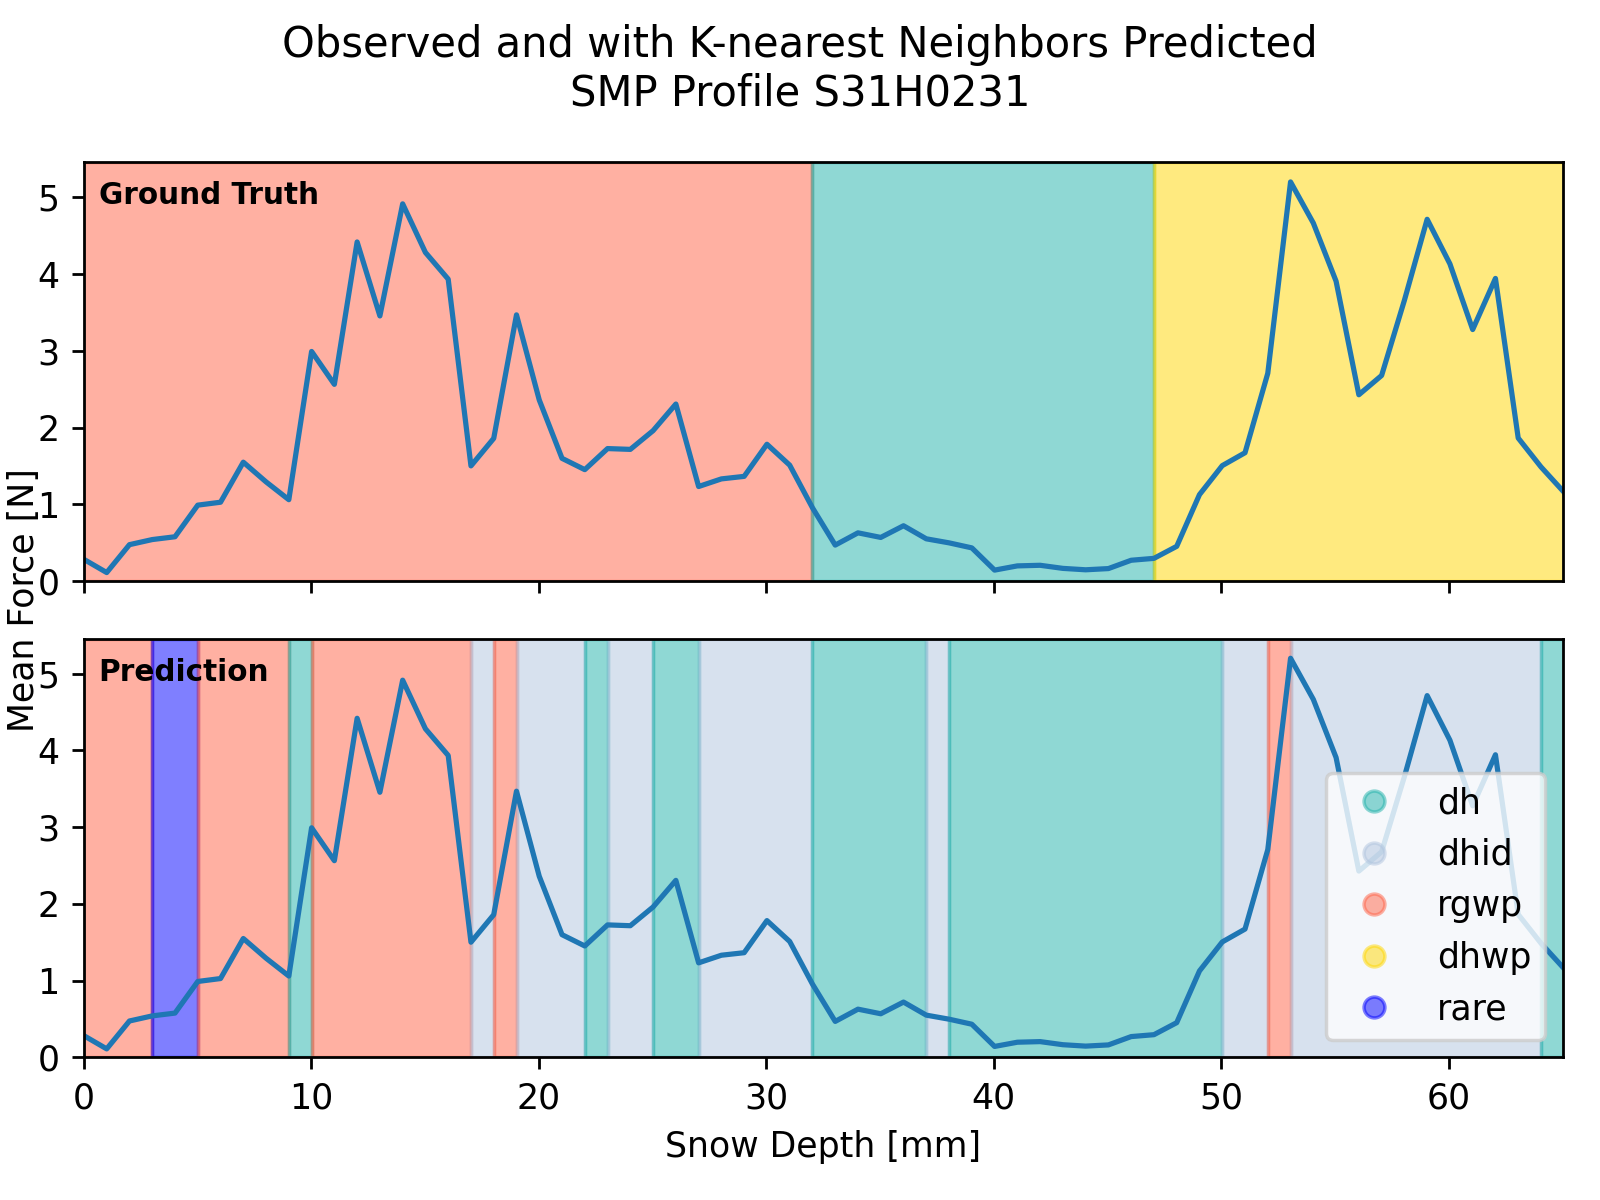 Observed and with K-nearest Neighbors Predicted
SMP Profile S31H0231
Ground Truth
5
4
3
2
1
0
Mean Force [N]
Prediction
5
4
3
2
1
0
dh
dhid
rgwp
dhwp
rare
0 10 20 30 40 50 60
Snow Depth [mm]